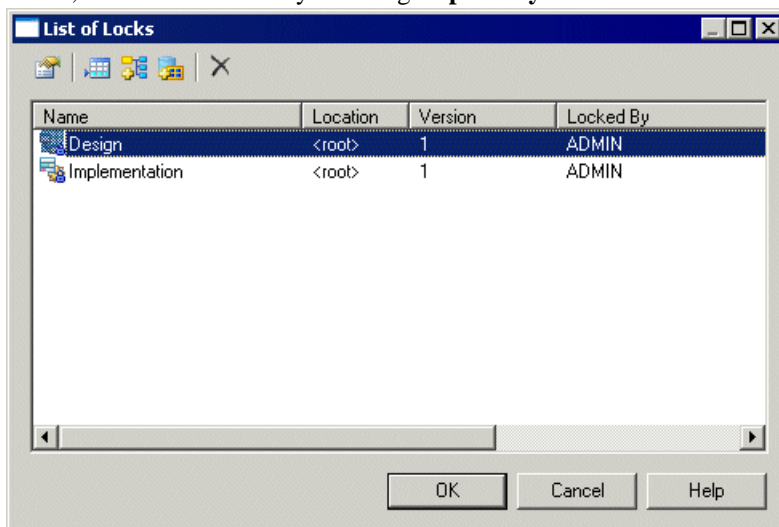 List of Locks
Name Location Version Locked By
Design <root> 1 ADMIN
Implementation <root> 1 ADMIN
OK Cancel Help